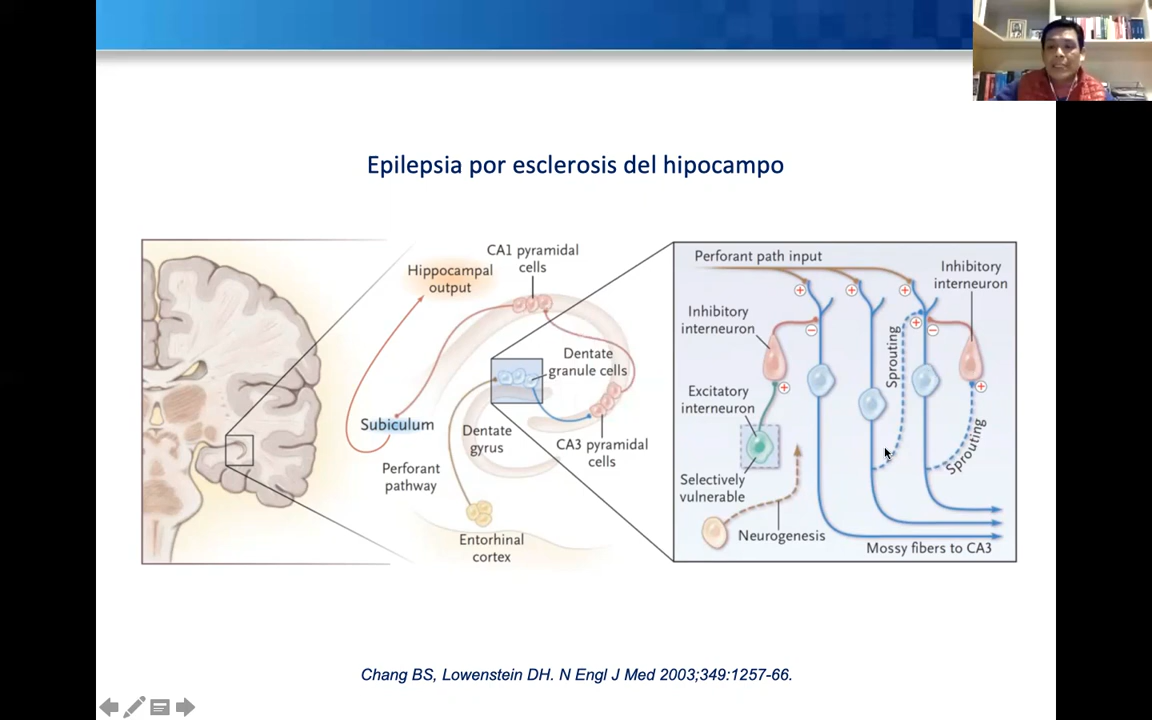 Epilepsia por esclerosis del hipocampo
Hippocampal
output
CA1 pyramidal
cells
Dentate
granule cells
Subiculum
Dentate
gyrus
CA3 pyramidal
cells
Perforant
pathway
Entorhinal
cortex
Perforant path input
Inhibitory
interneuron
Inhibitory
interneuron
Excitatory
interneuron
Selectively
vulnerable
Neurogenesis
Sprouting
Sprouting
Mossy fibers to CA3
+
+
+
+
−
−
+
+
Chang BS, Lowenstein DH. N Engl J Med 2003;349:1257-66.